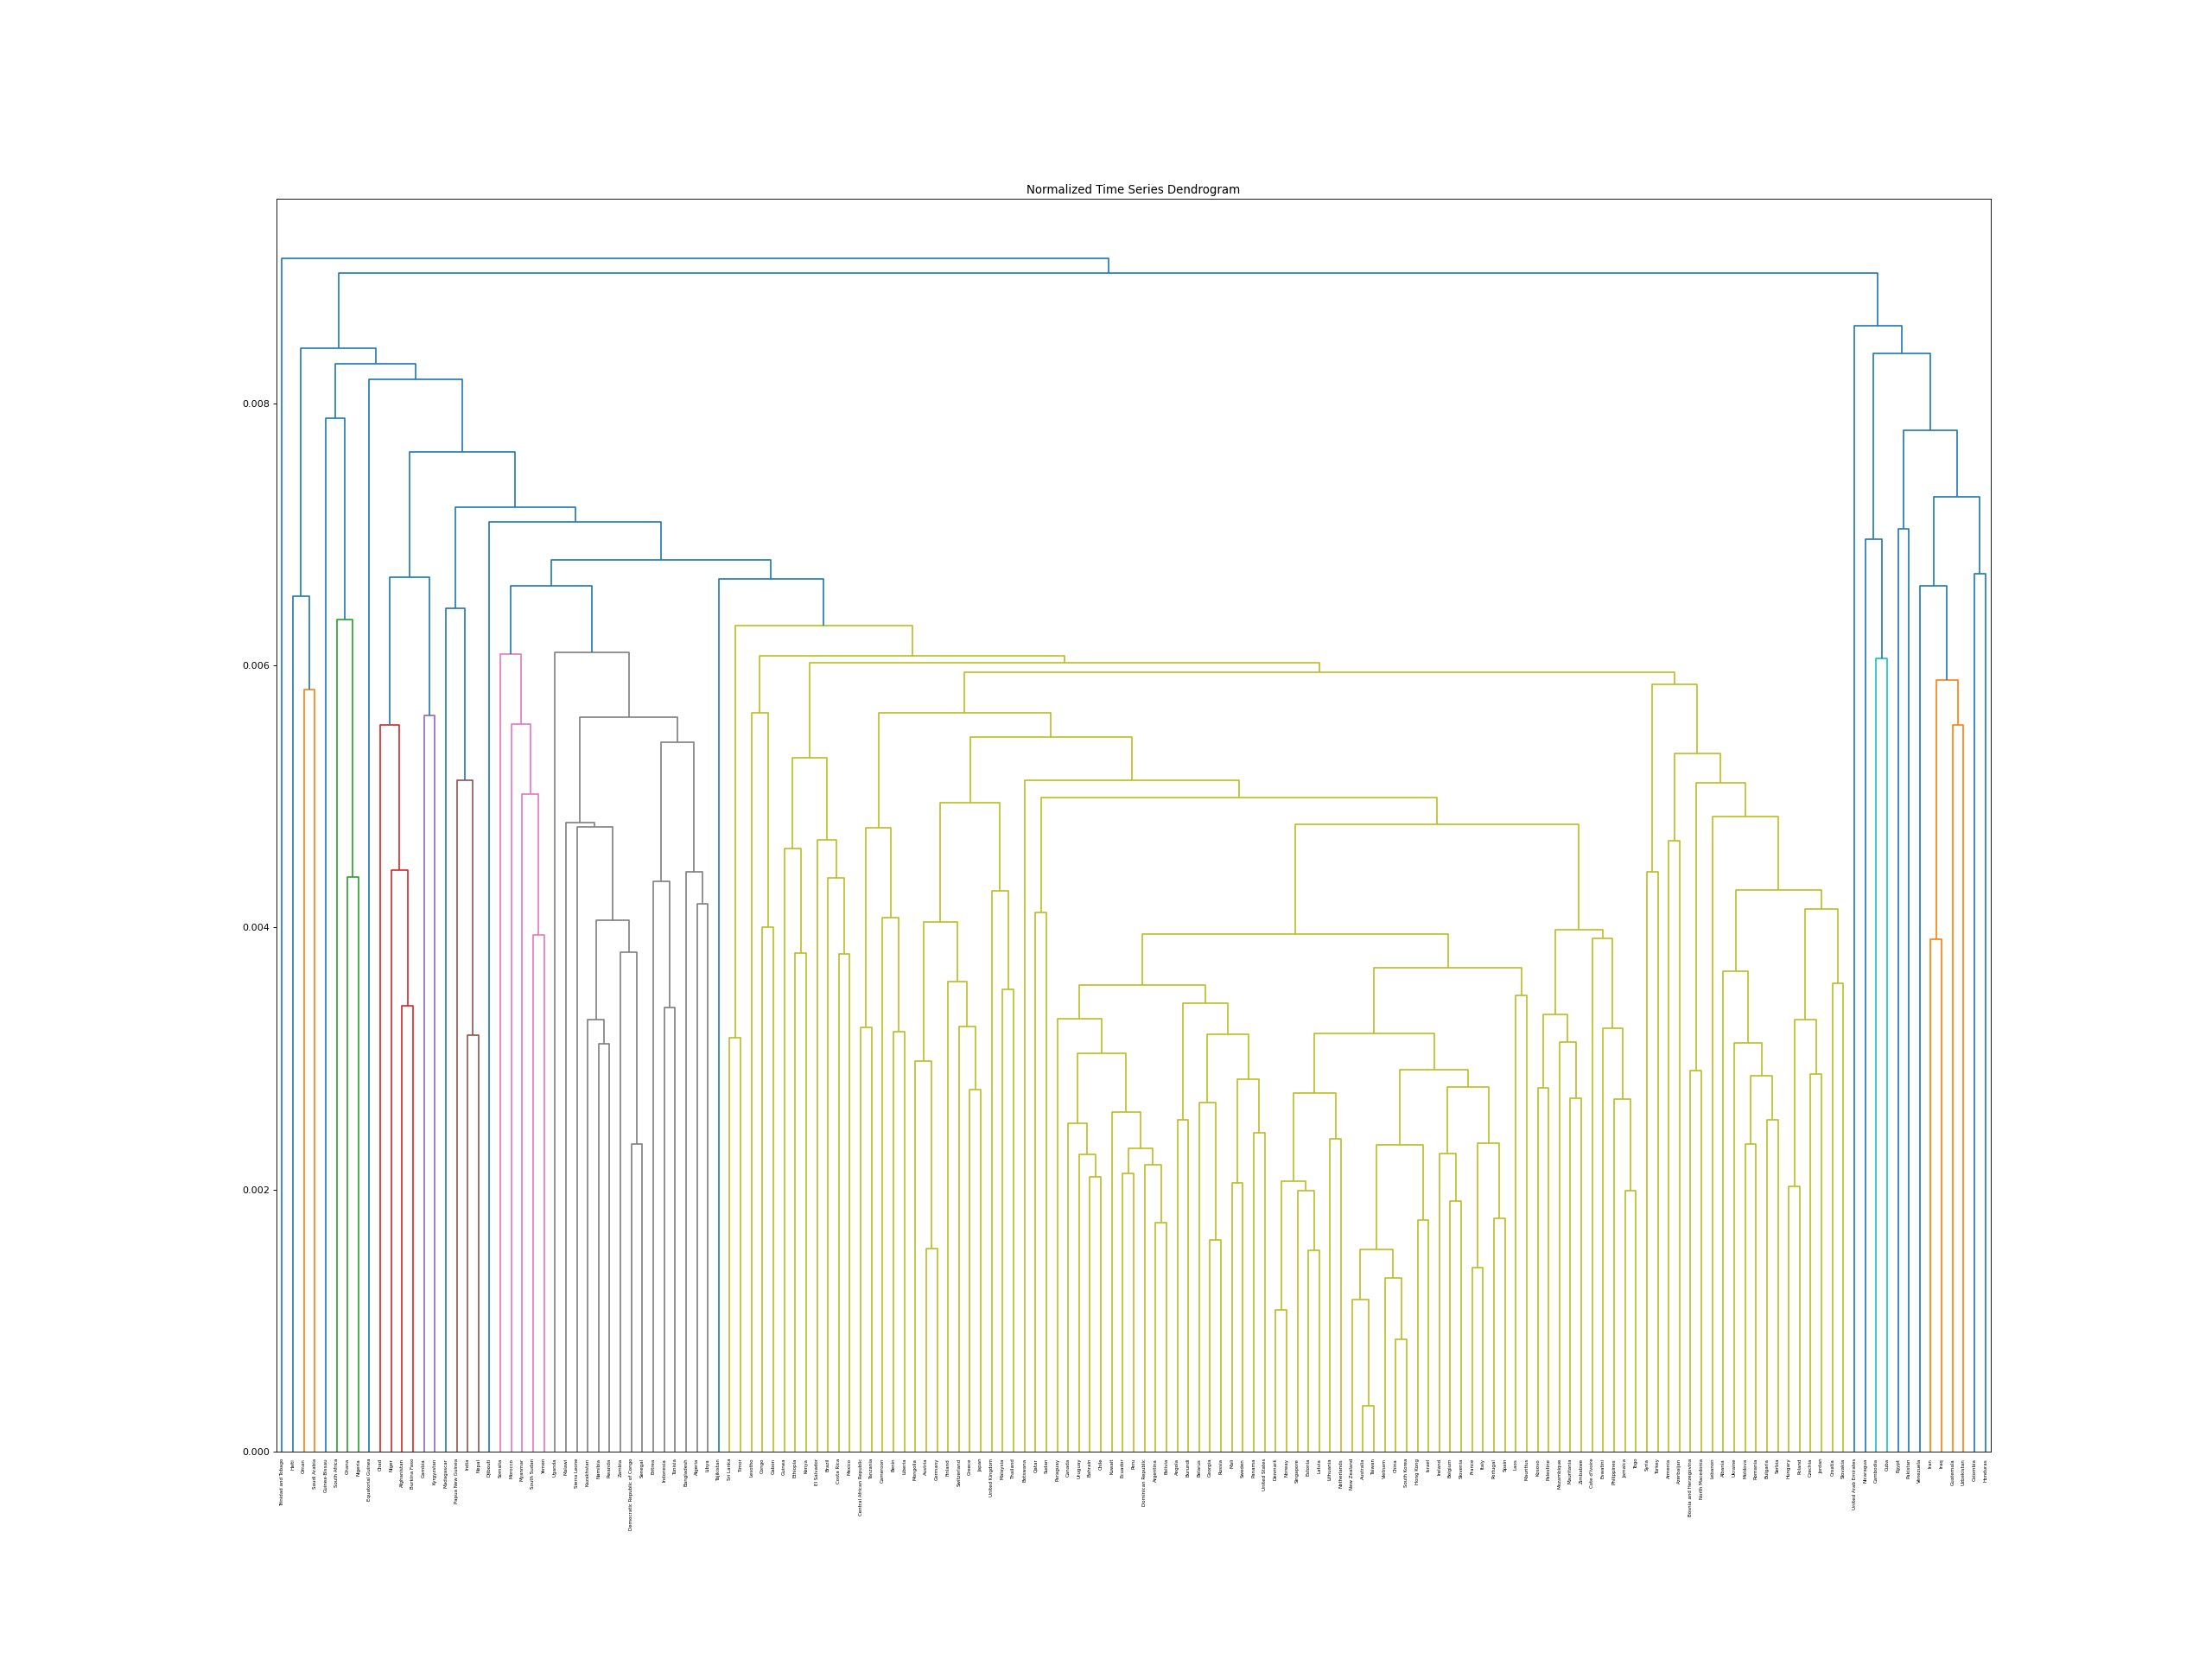 Normalized Time Series Dendrogram
0.008
0.006
0.004
0.002
0.000
Trinidad and Tobago
Haiti
Oman
Saudi Arabia
Guinea-Bissau
South Africa
Ghana
Nigeria
Equatorial Guinea
Chad
Niger
Afghanistan
Burkina Faso
Gambia
Kyrgyzstan
Madagascar
Papua New Guinea
India
Nepal
Djibouti
Somalia
Morocco
Myanmar
South Sudan
Yemen
Uganda
Malawi
Sierra Leone
Kazakhstan
Namibia
Rwanda
Zambia
Democratic Republic of Congo
Senegal
Eritrea
Indonesia
Tunisia
Bangladesh
Algeria
Libya
Tajikistan
Sri Lanka
Timor
Lesotho
Congo
Gabon
Guinea
Ethiopia
Kenya
El Salvador
Brazil
Costa Rica
Mexico
Central African Republic
Tanzania
Cameroon
Benin
Liberia
Mongolia
Austria
Germany
Finland
Switzerland
Greece
Japan
United Kingdom
Malaysia
Thailand
Botswana
Qatar
Sudan
Paraguay
Canada
Uruguay
Bahrain
Chile
Kuwait
Ecuador
Peru
Dominican Republic
Argentina
Bolivia
Angola
Burundi
Belarus
Georgia
Russia
Mali
Sweden
Panama
United States
Denmark
Norway
Singapore
Estonia
Latvia
Lithuania
Netherlands
New Zealand
Australia
Taiwan
Vietnam
China
South Korea
Hong Kong
Israel
Ireland
Belgium
Slovenia
France
Italy
Portugal
Spain
Laos
Mauritius
Kosovo
Palestine
Mozambique
Mauritania
Zimbabwe
Cote d'Ivoire
Eswatini
Philippines
Jamaica
Togo
Syria
Turkey
Armenia
Azerbaijan
Bosnia and Herzegovina
North Macedonia
Lebanon
Albania
Ukraine
Moldova
Romania
Bulgaria
Serbia
Hungary
Poland
Czechia
Jordan
Croatia
Slovakia
United Arab Emirates
Nicaragua
Cambodia
Cuba
Egypt
Pakistan
Venezuela
Iran
Iraq
Guatemala
Uzbekistan
Colombia
Honduras